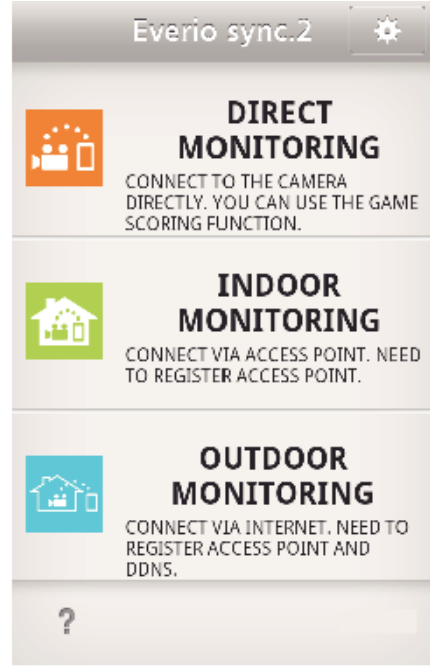 Everio sync.2
DIRECT
MONITORING
CONNECT TO THE CAMERA
DIRECTLY. YOU CAN USE THE GAME
SCORING FUNCTION.
INDOOR
MONITORING
CONNECT VIA ACCESS POINT. NEED
TO REGISTER ACCESS POINT.
OUTDOOR
MONITORING
CONNECT VIA INTERNET. NEED TO
REGISTER ACCESS POINT AND
DDNS.
?